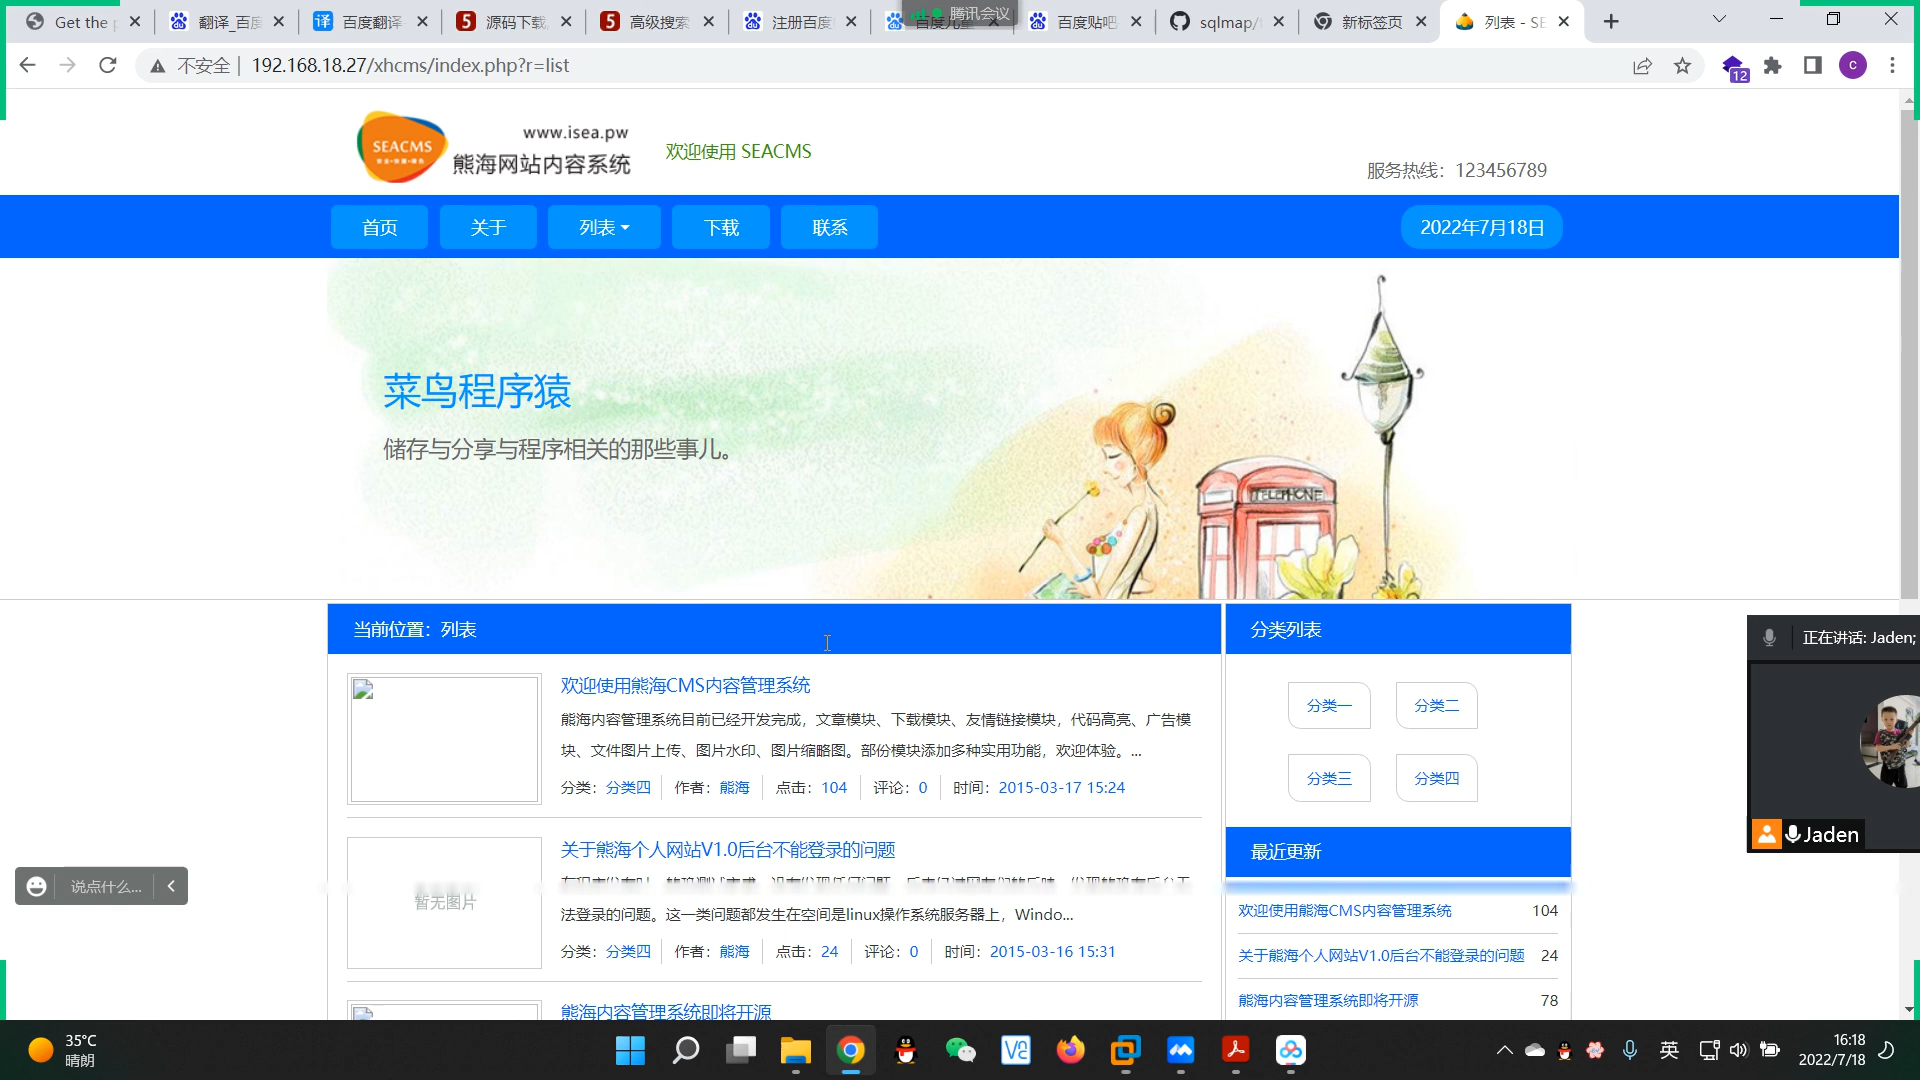 Get the
翻译_百度
百度翻译
源码下载
高级搜索
注册百度
腾讯会议
百度贴吧
sqlmap/
新标签页
列表 - SE
不安全
192.168.18.27/xhcms/index.php?r=list
12
c
SEACMS
www.isea.pw
熊海网站内容系统
欢迎使用 SEACMS
服务热线：123456789
首页
关于
列表
下载
联系
2022年7月18日
菜鸟程序猿
储存与分享与程序相关的那些事儿。
TELEPHONE
当前位置：列表
欢迎使用熊海CMS内容管理系统
熊海内容管理系统目前已经开发完成，文章模块、下载模块、友情链接模块，代码高亮、广告模
块、文件图片上传、图片水印、图片缩略图。部份模块添加多种实用功能，欢迎体验。...
分类：分类四 作者：熊海 点击：104 评论：0 时间：2015-03-17 15:24
关于熊海个人网站V1.0后台不能登录的问题
暂无图片
法登录的问题。这一类问题都发生在空间是linux操作系统服务器上，Windo...
分类：分类四 作者：熊海 点击：24 评论：0 时间：2015-03-16 15:31
熊海内容管理系统即将开源
分类列表
分类一
分类二
分类三
分类四
最近更新
欢迎使用熊海CMS内容管理系统 104
关于熊海个人网站V1.0后台不能登录的问题 24
熊海内容管理系统即将开源 78
正在讲话: Jaden;
Jaden
说点什么...
35°C
晴朗
英
16:18
2022/7/18